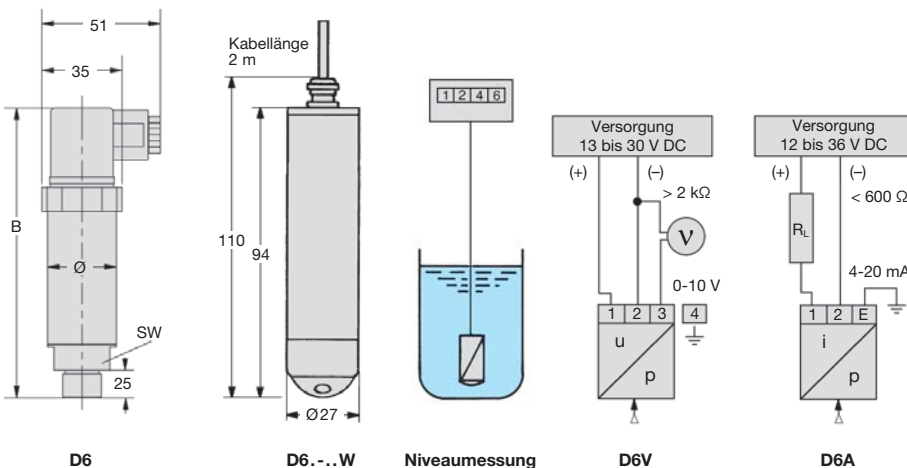 51
35
B
Ø
SW
25
D6
Kabellänge
2 m
110
94
Ø27
D6.-..W
1 2 4 6
Niveaumessung
Versorgung
13 bis 30 V DC
(+) (–)
> 2 kΩ
V
0-10 V
1 2 3 4
u
p
D6V
Versorgung
12 bis 36 V DC
(+) (–)
< 600 Ω
RL
4-20 mA
1 2 E
i
p
D6A